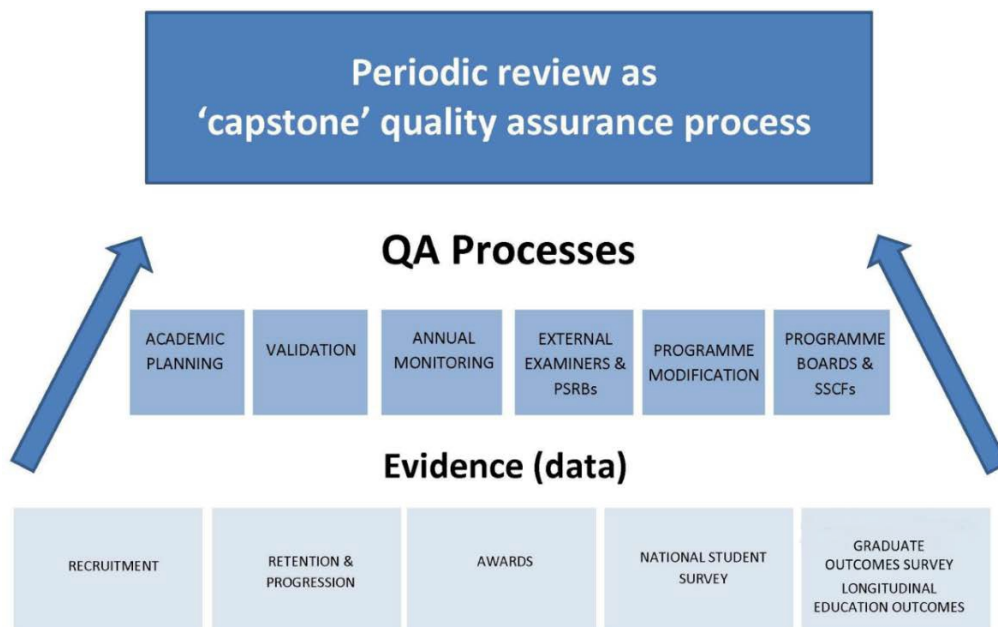 Periodic review as
‘capstone’ quality assurance process
QA Processes
ACADEMIC
PLANNING
VALIDATION
ANNUAL
MONITORING
EXTERNAL
EXAMINERS &
PSRBs
PROGRAMME
MODIFICATION
PROGRAMME
BOARDS &
SSCFs
Evidence (data)
RECRUITMENT
RETENTION &
PROGRESSION
AWARDS
NATIONAL STUDENT
SURVEY
GRADUATE
OUTCOMES SURVEY
LONGITUDINAL
EDUCATION OUTCOMES